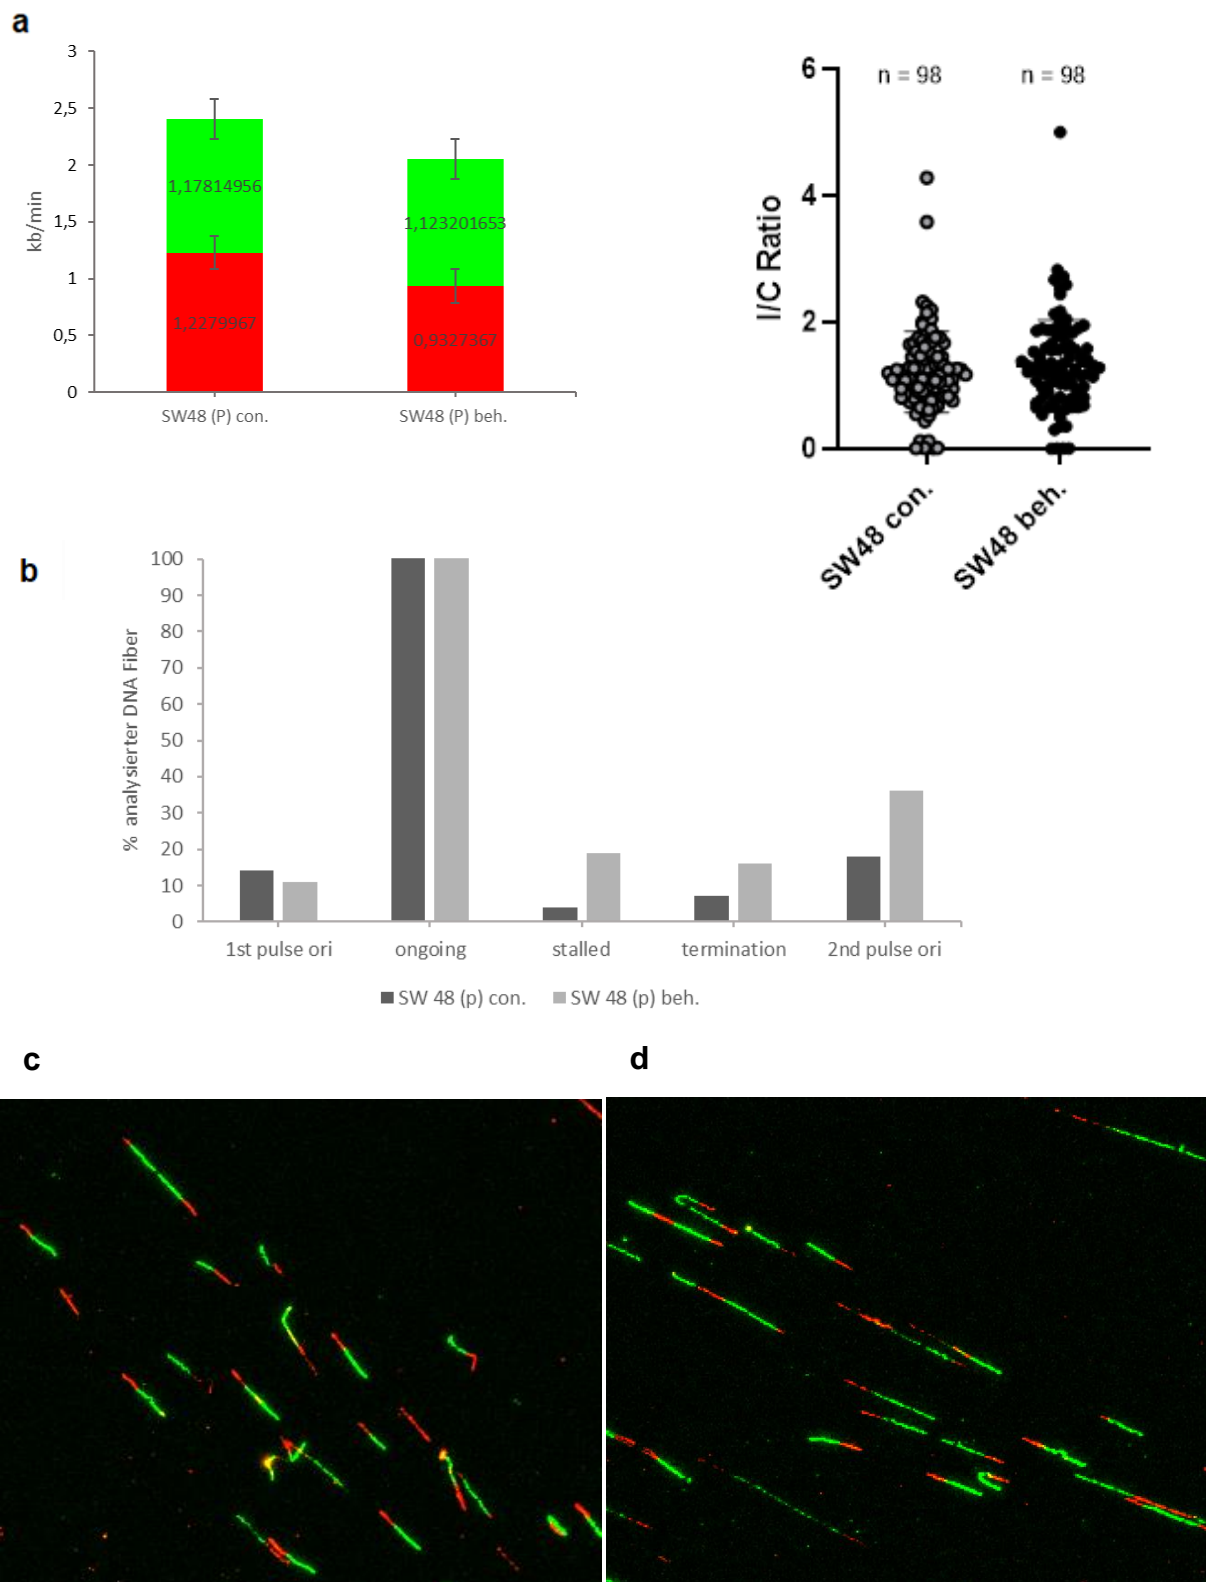 a
3
2,5
2
1,5
1
0,5
0
kb/min
1,17814956
1,2279967
1,123201653
0,9327367
SW48 (P) con.
SW48 (P) beh.
n = 98
n = 98
6
4
2
0
I/C Ratio
SW48 con.
SW48 beh.
b
100
90
80
70
60
50
40
30
20
10
0
% analysierter DNA Fiber
1st pulse ori
ongoing
stalled
termination
2nd pulse ori
SW 48 (p) con.
SW 48 (p) beh.
c
d